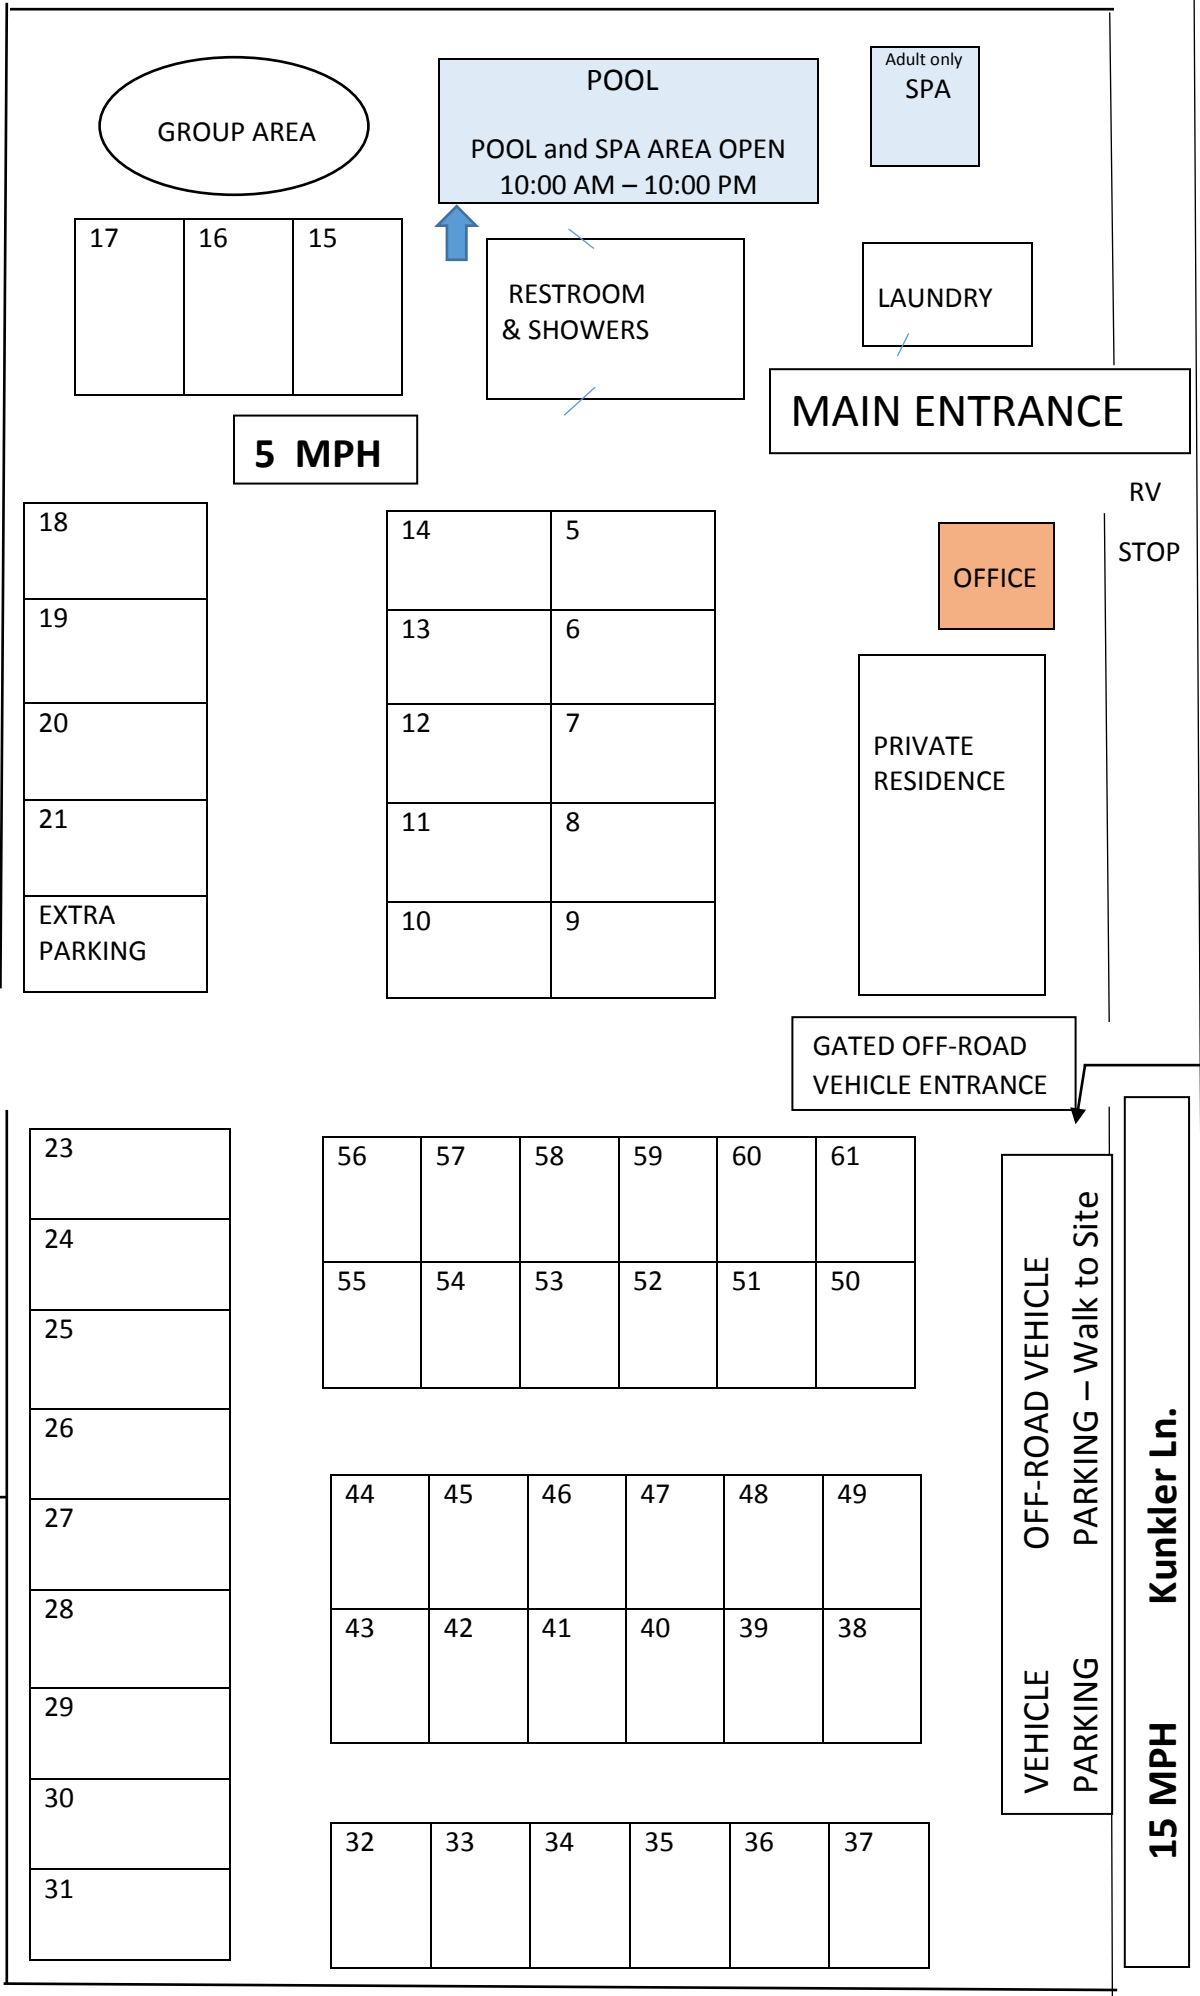 Adult only
SPA
POOL
POOL and SPA AREA OPEN
10:00 AM – 10:00 PM
GROUP AREA
17
16
15
RESTROOM
& SHOWERS
LAUNDRY
MAIN ENTRANCE
5 MPH
RV
STOP
OFFICE
18
19
20
21
EXTRA
PARKING
14
5
13
6
12
7
11
8
10
9
PRIVATE
RESIDENCE
GATED OFF-ROAD
VEHICLE ENTRANCE
23
24
25
26
27
28
29
30
31
56
57
58
59
60
61
55
54
53
52
51
50
44
45
46
47
48
49
43
42
41
40
39
38
32
33
34
35
36
37
VEHICLE OFF-ROAD VEHICLE
PARKING PARKING – Walk to Site
15 MPH Kunkler Ln.